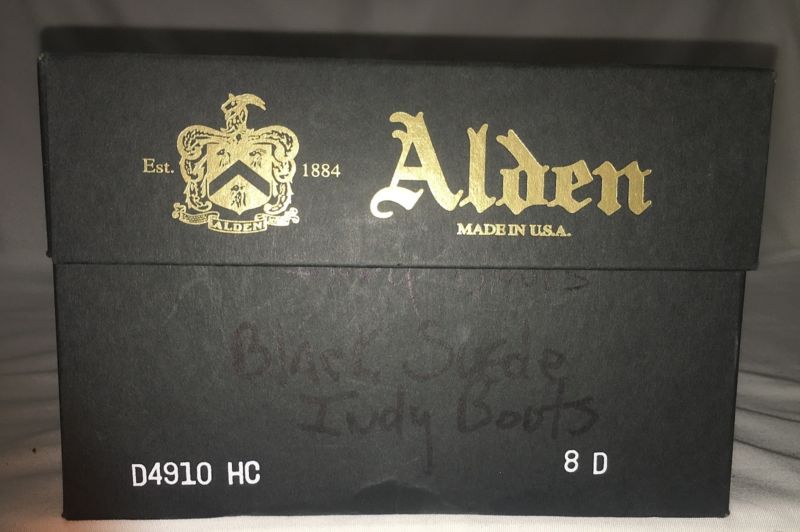 Est. 1884
ALDEN
Alden
MADE IN U.S.A.
Black Suede
Indy Boots
D4910 HC 8 D